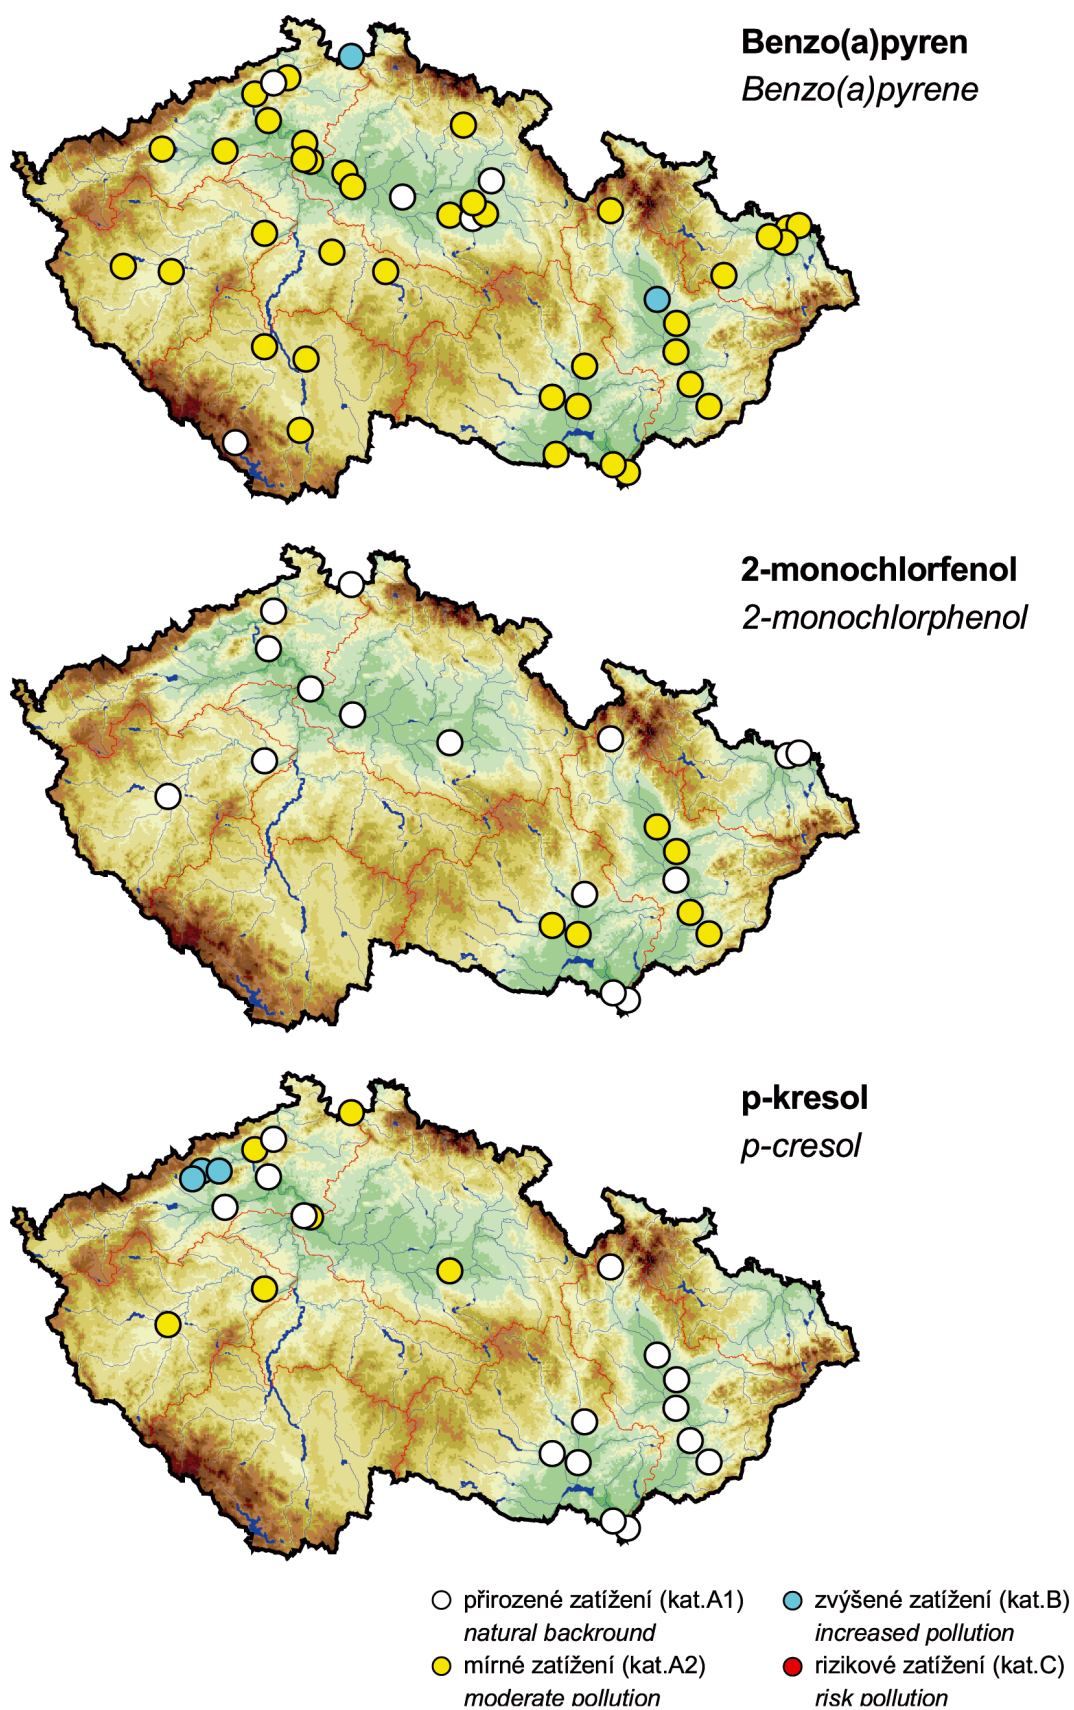 Benzo(a)pyren
Benzo(a)pyrene
2-monochlorfenol
2-monochlorphenol
p-kresol
p-cresol
přirozené zatížení (kat.A1)
natural backround
mírné zatížení (kat.A2)
moderate pollution
zvýšené zatížení (kat.B)
increased pollution
rizikové zatížení (kat.C)
risk pollution